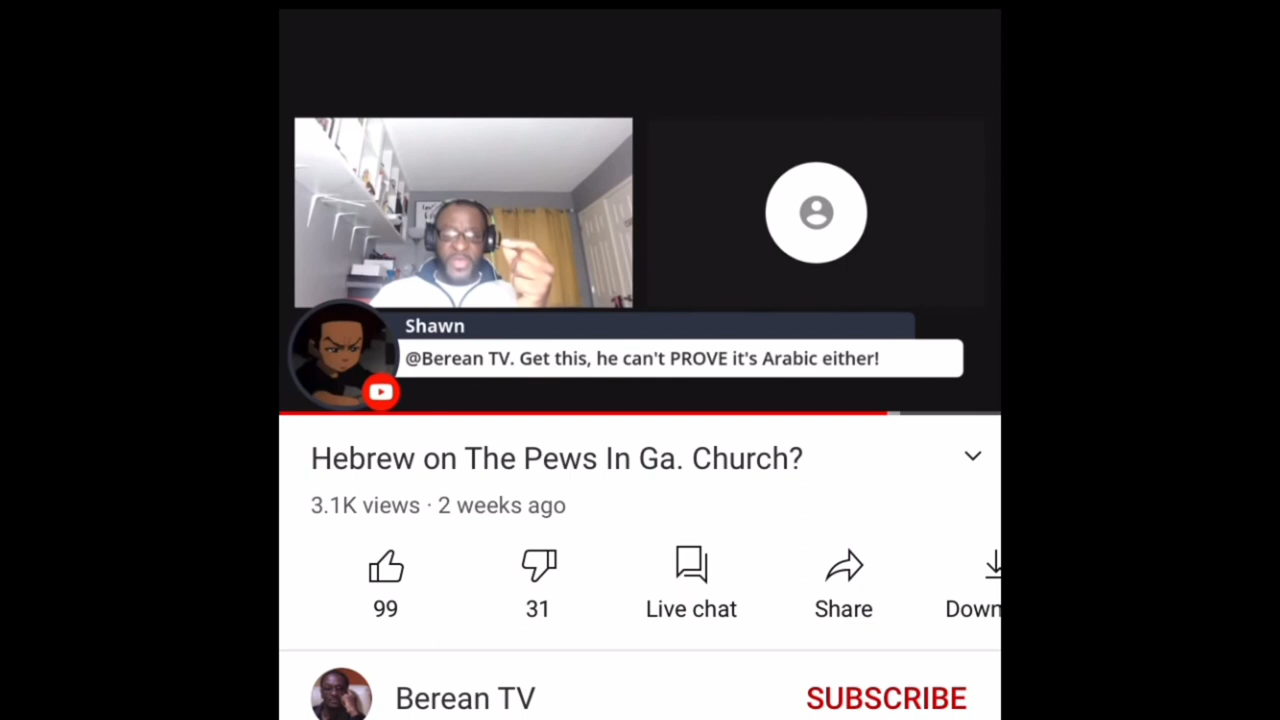 Shawn
@Berean TV. Get this, he can't PROVE it's Arabic either!
Hebrew on The Pews In Ga. Church?
3.1K views · 2 weeks ago
99
31
Live chat
Share
Down
Berean TV
SUBSCRIBE